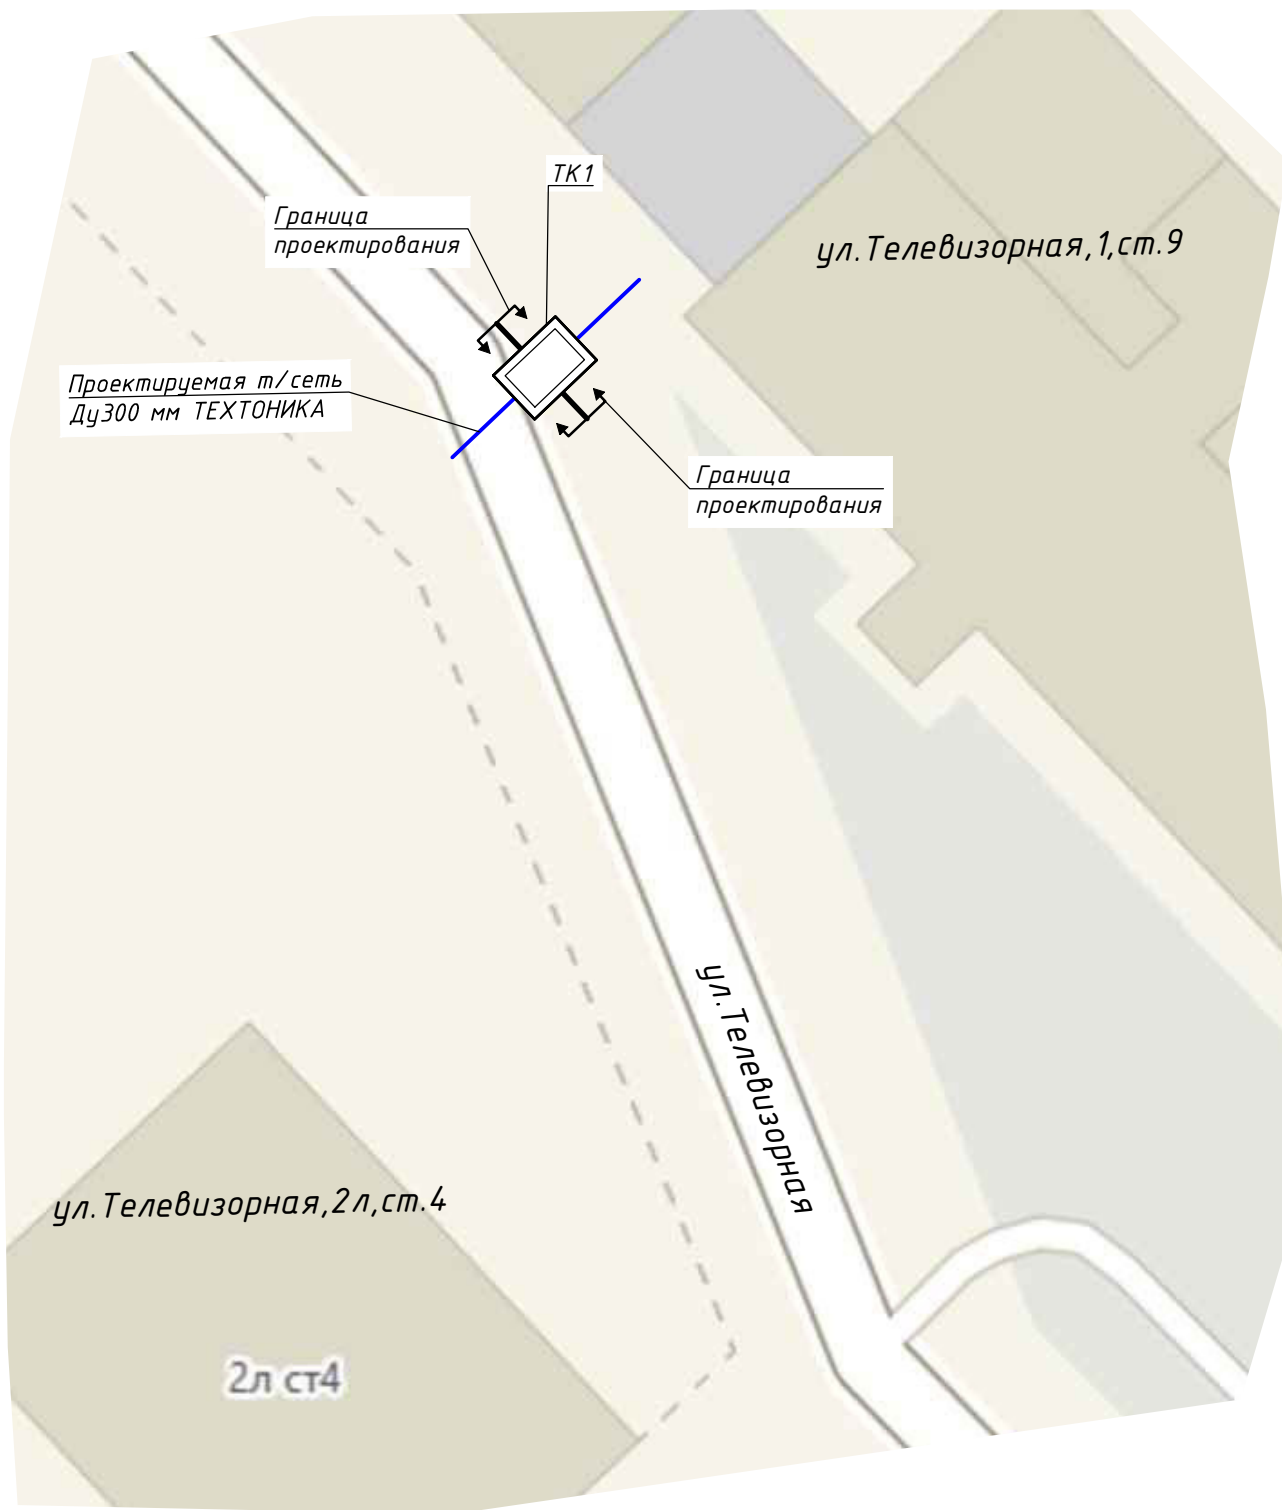 ТК1
Граница
проектирования
ул.Телевизорная,1,ст.9
Проектируемая т/сеть
Ду300 мм ТЕХТОНИКА
Граница
проектирования
ул.Телевизорная
ул.Телевизорная,2л,ст.4
2л ст4